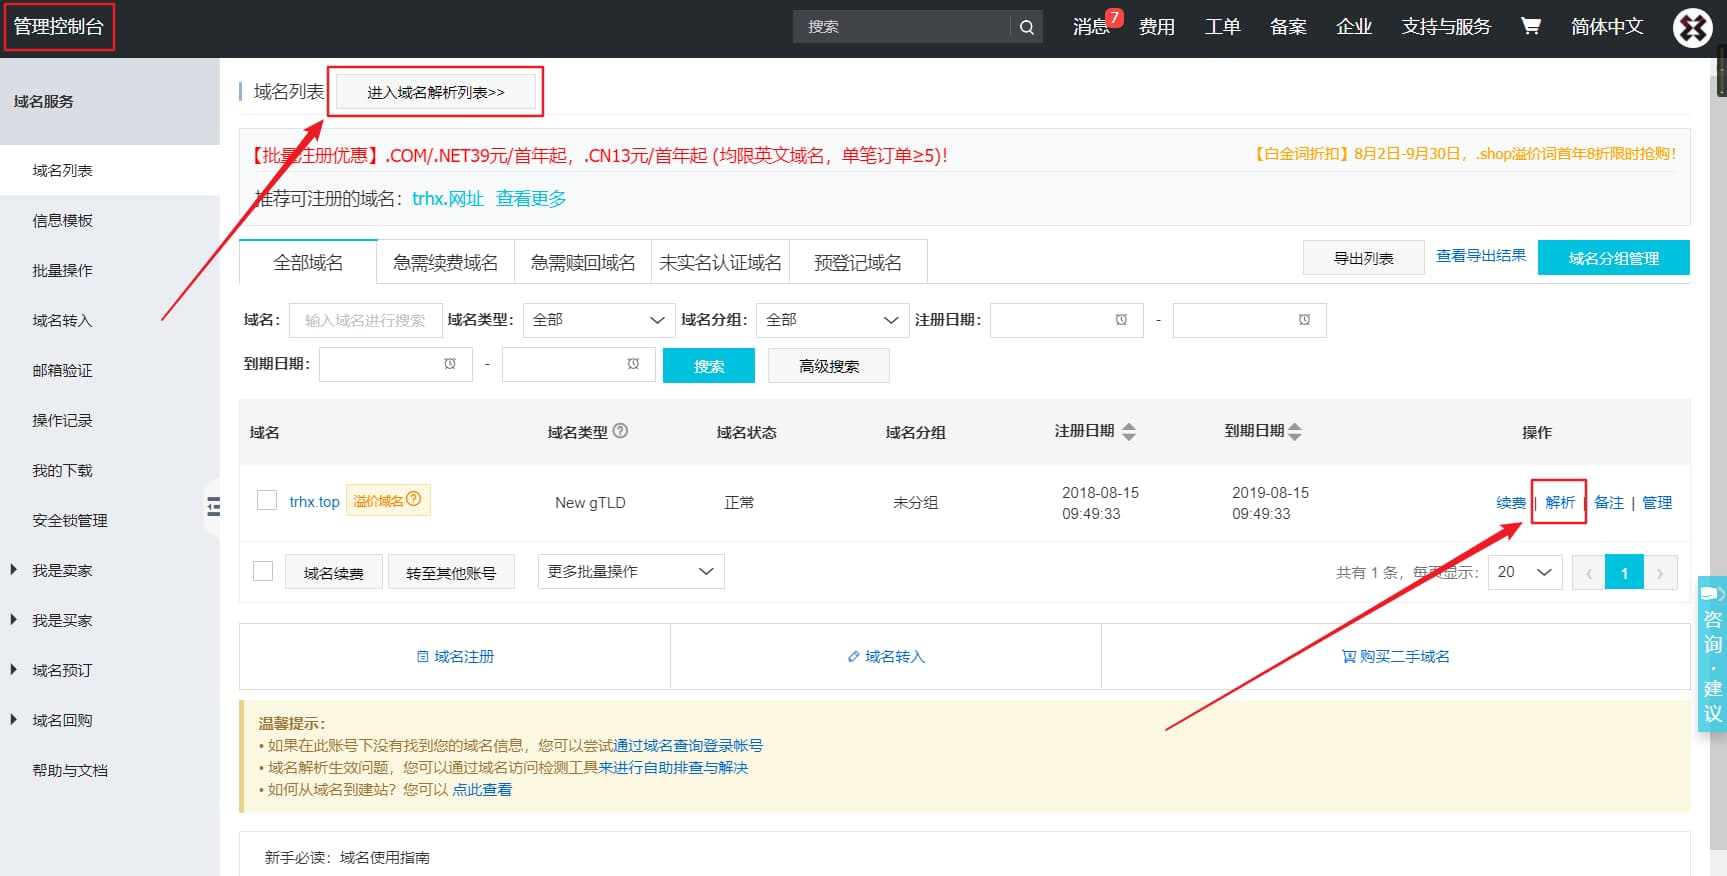 管理控制台
搜索
消息 7 费用 工单 备案 企业 支持与服务 简体中文
域名服务
域名列表
信息模板
批量操作
域名转入
邮箱验证
操作记录
我的下载
安全锁管理
我是卖家
我是买家
域名预订
域名回购
帮助与文档
域名列表 进入域名解析列表>>
【批量注册优惠】.COM/.NET39元/首年起，.CN13元/首年起 (均限英文域名，单笔订单≥5)！
【白金词折扣】8月2日-9月30日，.shop溢价词首年8折限时抢购！
推荐可注册的域名：trhx.网址 查看更多
全部域名 急需续费域名 急需赎回域名 未实名认证域名 预登记域名
导出列表 查看导出结果 域名分组管理
域名： 输入域名进行搜索 域名类型： 全部 域名分组： 全部 注册日期： -
到期日期： - 搜索 高级搜索
域名 域名类型 ? 域名状态 域名分组 注册日期 到期日期 操作
trhx.top 溢价域名? New gTLD 正常 未分组 2018-08-15 09:49:33 2019-08-15 09:49:33 续费 | 解析 | 备注 | 管理
域名续费 转至其他账号 更多批量操作 共有 1 条，每页显示： 20 ‹ 1 ›
域名注册 域名转入 购买二手域名
温馨提示：
• 如果在此账号下没有找到您的域名信息，您可以尝试通过域名查询登录帐号
• 域名解析生效问题，您可以通过域名访问检测工具来进行自助排查与解决
• 如何从域名到建站？您可以 点此查看
新手必读：域名使用指南
咨询·建议